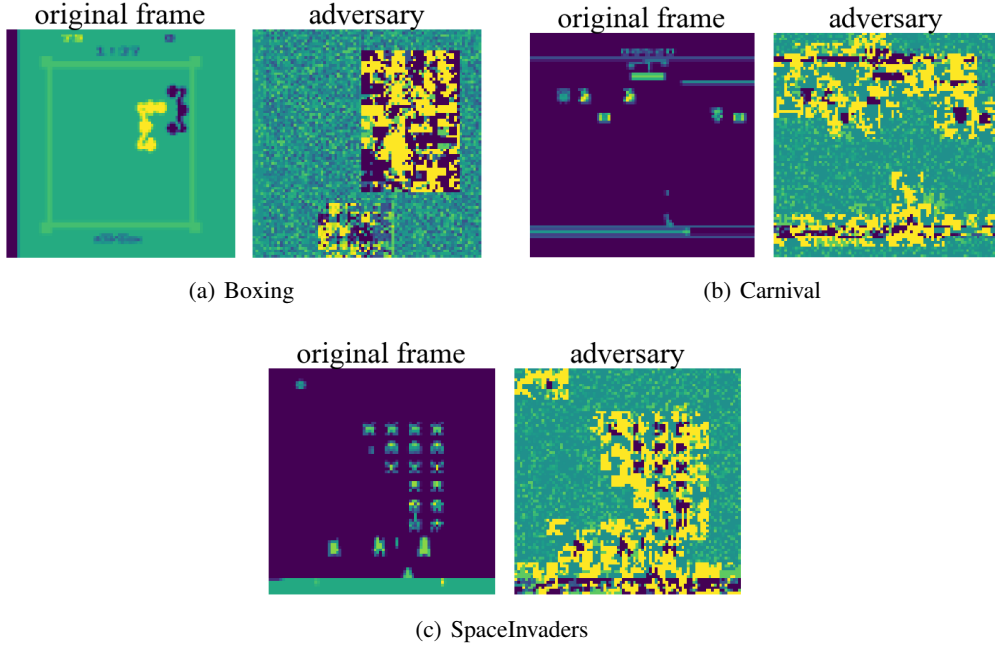 original frame adversary
original frame adversary
(a) Boxing
(b) Carnival
original frame adversary
(c) SpaceInvaders